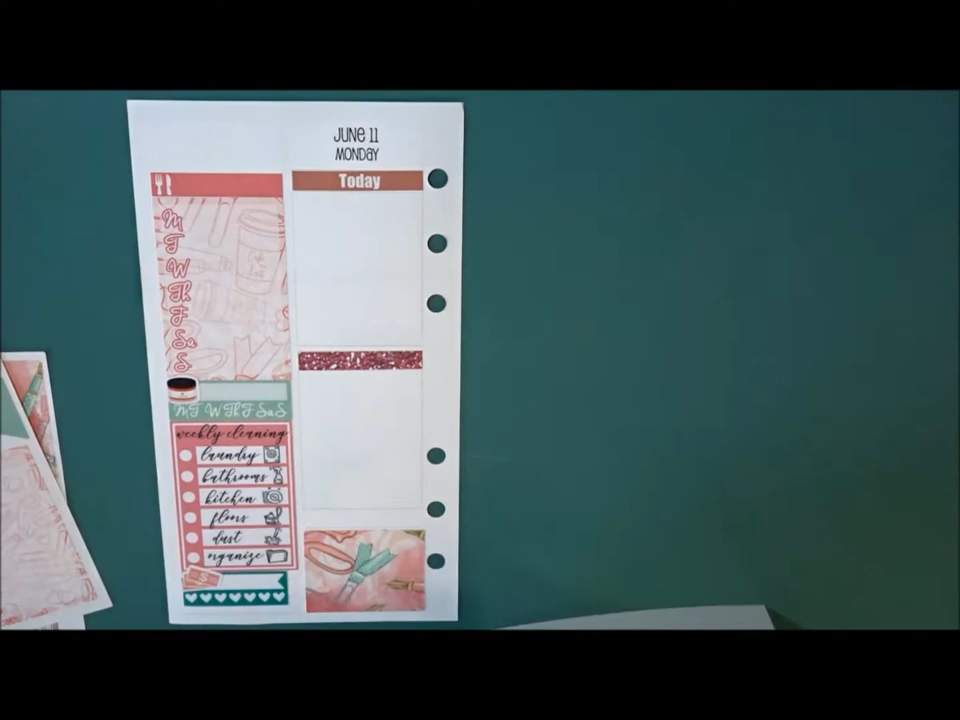 June 11
Monday
Today
M
T
W
Th
F
Sa
S
M T W Th F Sa S
weekly cleaning
laundry
bathrooms
kitchen
floors
dust
organize